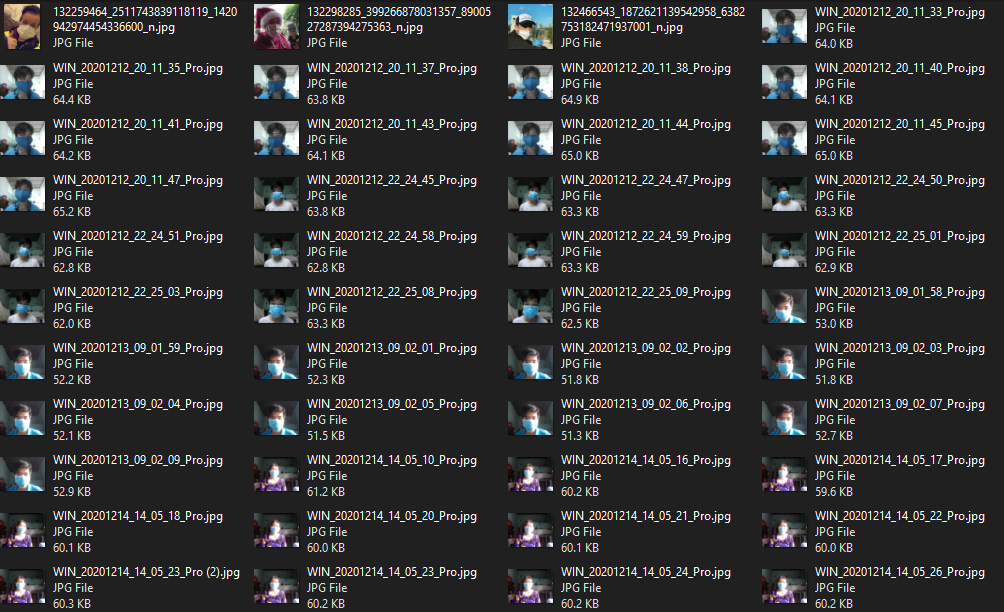 132259464_2511743839118119_1420
942974454336600_n.jpg
JPG File
132298285_399266878031357_89005
27287394275363_n.jpg
JPG File
132466543_1872621139542958_6382
753182471937001_n.jpg
JPG File
WIN_20201212_20_11_33_Pro.jpg
JPG File
64.0 KB
WIN_20201212_20_11_35_Pro.jpg
JPG File
64.4 KB
WIN_20201212_20_11_37_Pro.jpg
JPG File
63.8 KB
WIN_20201212_20_11_38_Pro.jpg
JPG File
64.9 KB
WIN_20201212_20_11_40_Pro.jpg
JPG File
64.1 KB
WIN_20201212_20_11_41_Pro.jpg
JPG File
64.2 KB
WIN_20201212_20_11_43_Pro.jpg
JPG File
64.1 KB
WIN_20201212_20_11_44_Pro.jpg
JPG File
65.0 KB
WIN_20201212_20_11_45_Pro.jpg
JPG File
65.0 KB
WIN_20201212_20_11_47_Pro.jpg
JPG File
65.2 KB
WIN_20201212_22_24_45_Pro.jpg
JPG File
63.8 KB
WIN_20201212_22_24_47_Pro.jpg
JPG File
63.3 KB
WIN_20201212_22_24_50_Pro.jpg
JPG File
63.3 KB
WIN_20201212_22_24_51_Pro.jpg
JPG File
62.8 KB
WIN_20201212_22_24_58_Pro.jpg
JPG File
62.8 KB
WIN_20201212_22_24_59_Pro.jpg
JPG File
63.3 KB
WIN_20201212_22_25_01_Pro.jpg
JPG File
62.9 KB
WIN_20201212_22_25_03_Pro.jpg
JPG File
62.0 KB
WIN_20201212_22_25_08_Pro.jpg
JPG File
63.3 KB
WIN_20201212_22_25_09_Pro.jpg
JPG File
62.5 KB
WIN_20201213_09_01_58_Pro.jpg
JPG File
53.0 KB
WIN_20201213_09_01_59_Pro.jpg
JPG File
52.2 KB
WIN_20201213_09_02_01_Pro.jpg
JPG File
52.3 KB
WIN_20201213_09_02_02_Pro.jpg
JPG File
51.8 KB
WIN_20201213_09_02_03_Pro.jpg
JPG File
51.8 KB
WIN_20201213_09_02_04_Pro.jpg
JPG File
52.1 KB
WIN_20201213_09_02_05_Pro.jpg
JPG File
51.5 KB
WIN_20201213_09_02_06_Pro.jpg
JPG File
51.3 KB
WIN_20201213_09_02_07_Pro.jpg
JPG File
52.7 KB
WIN_20201213_09_02_09_Pro.jpg
JPG File
52.9 KB
WIN_20201214_14_05_10_Pro.jpg
JPG File
61.2 KB
WIN_20201214_14_05_16_Pro.jpg
JPG File
60.2 KB
WIN_20201214_14_05_17_Pro.jpg
JPG File
59.6 KB
WIN_20201214_14_05_18_Pro.jpg
JPG File
60.1 KB
WIN_20201214_14_05_20_Pro.jpg
JPG File
60.0 KB
WIN_20201214_14_05_21_Pro.jpg
JPG File
60.1 KB
WIN_20201214_14_05_22_Pro.jpg
JPG File
60.0 KB
WIN_20201214_14_05_23_Pro (2).jpg
JPG File
60.3 KB
WIN_20201214_14_05_23_Pro.jpg
JPG File
60.2 KB
WIN_20201214_14_05_24_Pro.jpg
JPG File
60.2 KB
WIN_20201214_14_05_26_Pro.jpg
JPG File
60.2 KB